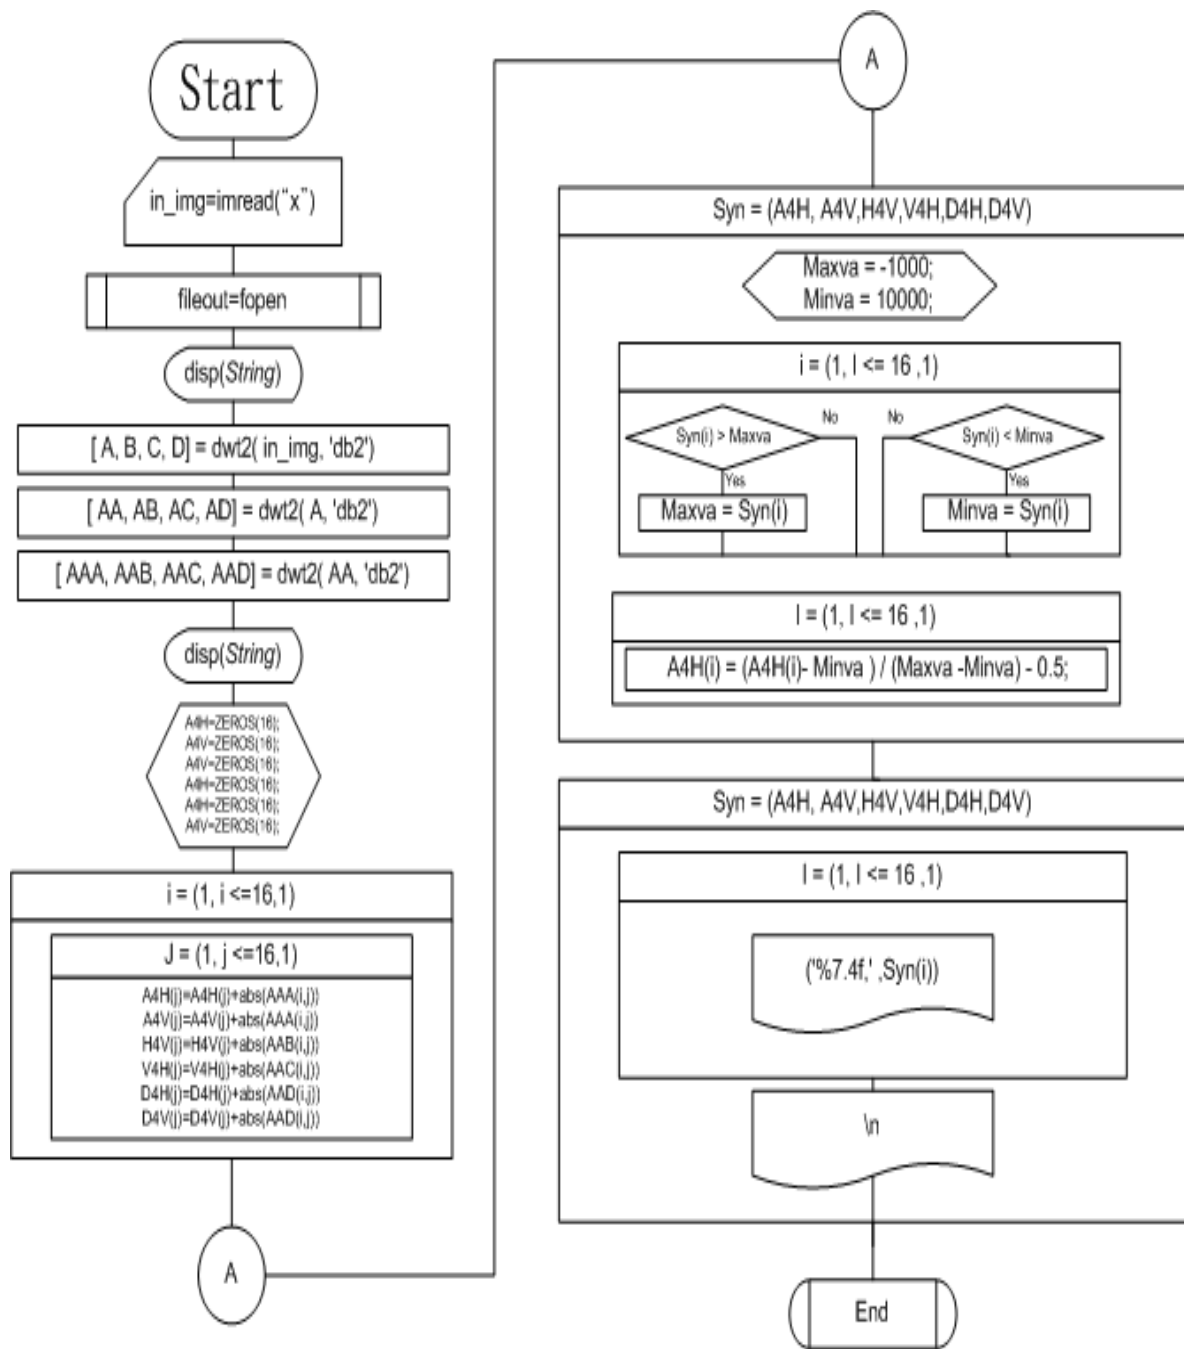 Start
in_img=imread("x")
fileout=fopen
disp(String)
[ A, B, C, D] = dwt2( in_img, 'db2')
[ AA, AB, AC, AD] = dwt2( A, 'db2')
[ AAA, AAB, AAC, AAD] = dwt2( AA, 'db2')
disp(String)
A4H=ZEROS(16);
A4V=ZEROS(16);
A4V=ZEROS(16);
A4H=ZEROS(16);
A4H=ZEROS(16);
A4V=ZEROS(16);
i = (1, i <=16,1)
J = (1, j <=16,1)
A4H(j)=A4H(j)+abs(AAA(i,j))
A4V(j)=A4V(j)+abs(AAA(i,j))
H4V(j)=H4V(j)+abs(AAB(i,j))
V4H(j)=V4H(j)+abs(AAC(i,j))
D4H(j)=D4H(j)+abs(AAD(i,j))
D4V(j)=D4V(j)+abs(AAD(i,j))
A
A
Syn = (A4H, A4V,H4V,V4H,D4H,D4V)
Maxva = -1000;
Minva = 10000;
i = (1, I <= 16 ,1)
Syn(i) > Maxva
No
Yes
Maxva = Syn(i)
No
Syn(i) < Minva
Yes
Minva = Syn(i)
I = (1, I <= 16 ,1)
A4H(i) = (A4H(i)- Minva ) / (Maxva -Minva) - 0.5;
Syn = (A4H, A4V,H4V,V4H,D4H,D4V)
I = (1, I <= 16 ,1)
('%7.4f,' ,Syn(i))
\n
End